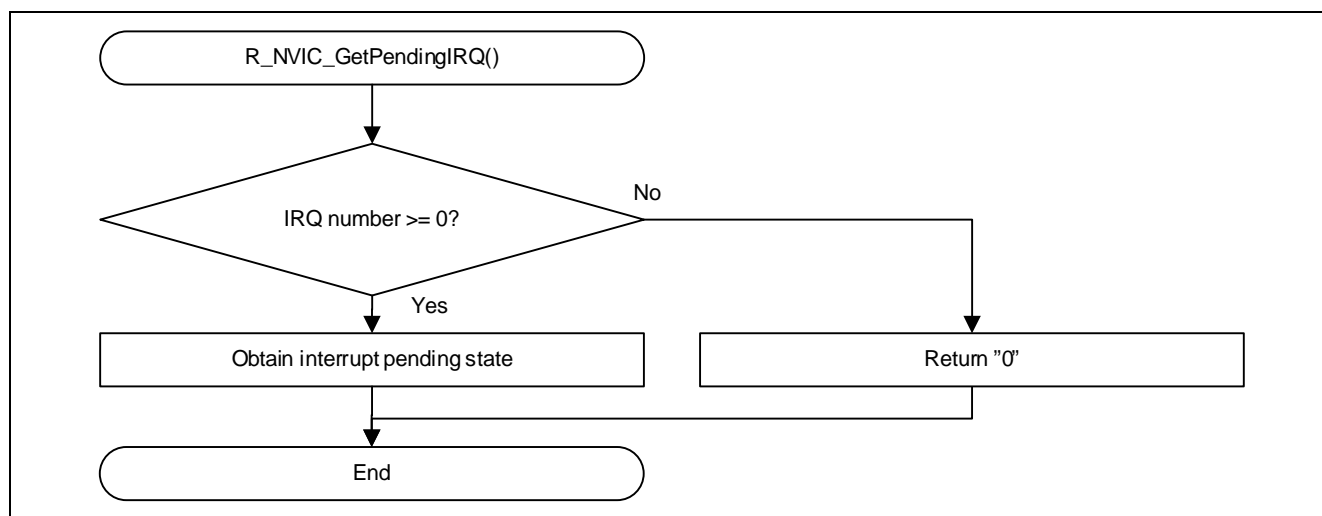 R_NVIC_GetPendingIRQ()
IRQ number >= 0?
No
Yes
Obtain interrupt pending state
Return ”0”
End